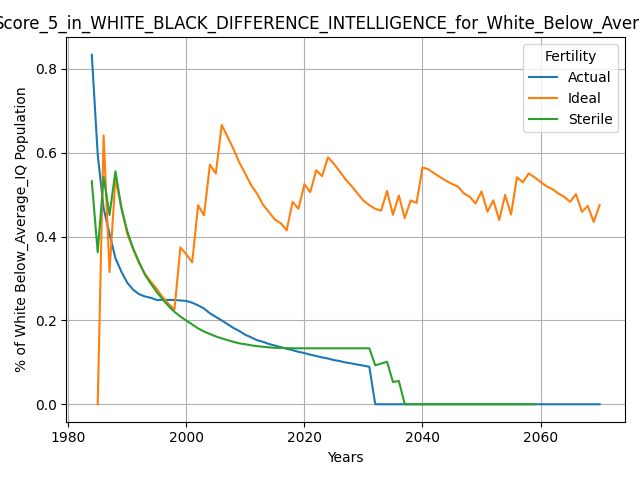 Score_5_in_WHITE_BLACK_DIFFERENCE_INTELLIGENCE_for_White_Below_Aver
Fertility
Actual
Ideal
Sterile
% of White Below_Average_IQ Population
0.8
0.6
0.4
0.2
0.0
1980
2000
2020
2040
2060
Years